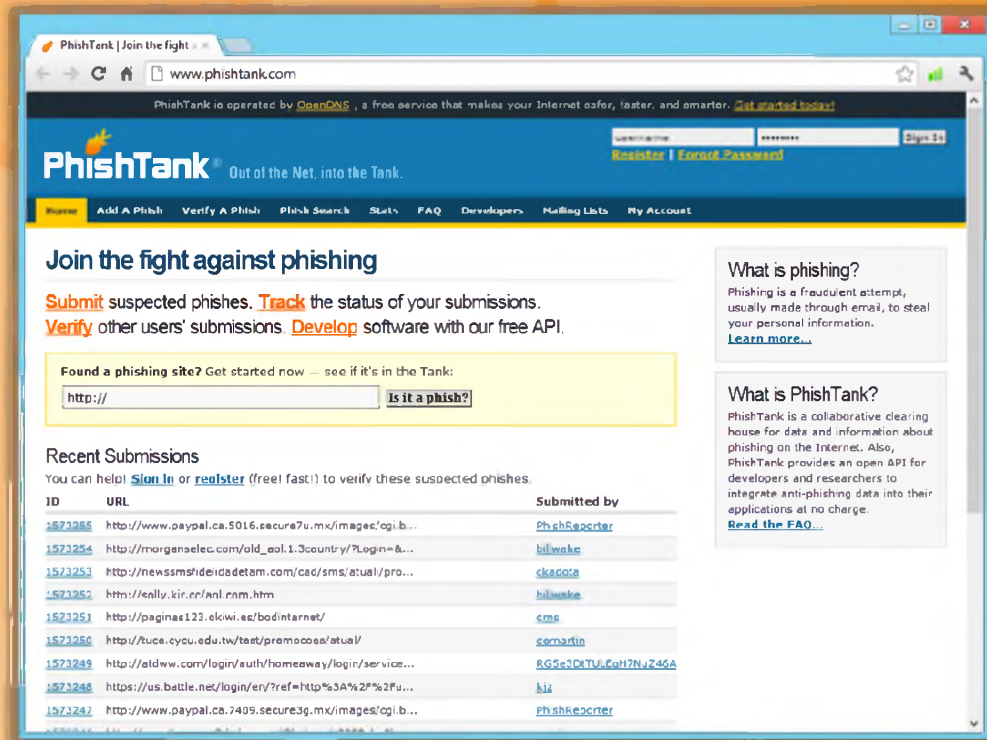 PhishTank | Join the fight
www.phishtank.com
PhishTank is operated by OpenDNS , a free service that makes your Internet safer, faster, and smarter. Get started today!
username
Sign In
Register | Forgot Password
PhishTank® Out of the Net, into the Tank.
Home Add A Phish Verify A Phish Phish Search Stats FAQ Developers Mailing Lists My Account
Join the fight against phishing
Submit suspected phishes. Track the status of your submissions.
Verify other users' submissions. Develop software with our free API.
Found a phishing site? Get started now — see if it's in the Tank:
http://
Is it a phish?
Recent Submissions
You can help! Sign in or register (free! fast!) to verify these suspected phishes.
ID URL Submitted by
1573255 http://www.paypal.ca.5016.secure7u.mx/images/cgi.b... PhishReporter
1573254 http://morganselec.com/old_aol.1.3country/?Login=&... bilwake
1573253 http://newssmsfidelidadetam.com/cad/sms/atuali/pro... ckadota
1573252 http://solly.kir.cc/aol.com.htm bilwake
1573251 http://paginas123.okiwi.es/bodinternet/ cms
1573250 http://tuce.cycu.edu.tw/test/promocoes/atual/ comartin
1573249 http://atdww.com/login/auth/homeaway/login/service...
1573248 https://us.battle.net/login/en/?ref=http%3A%2F%2Fu... kjz
1573247 http://www.paypal.ca.7409.secure3g.mx/images/cgi.b... PhishReporter
What is phishing?
Phishing is a fraudulent attempt,
usually made through email, to steal
your personal information.
Learn more...
What is PhishTank?
PhishTank is a collaborative clearing
house for data and information about
phishing on the Internet. Also,
PhishTank provides an open API for
developers and researchers to
integrate anti-phishing data into their
applications at no charge.
Read the FAQ...